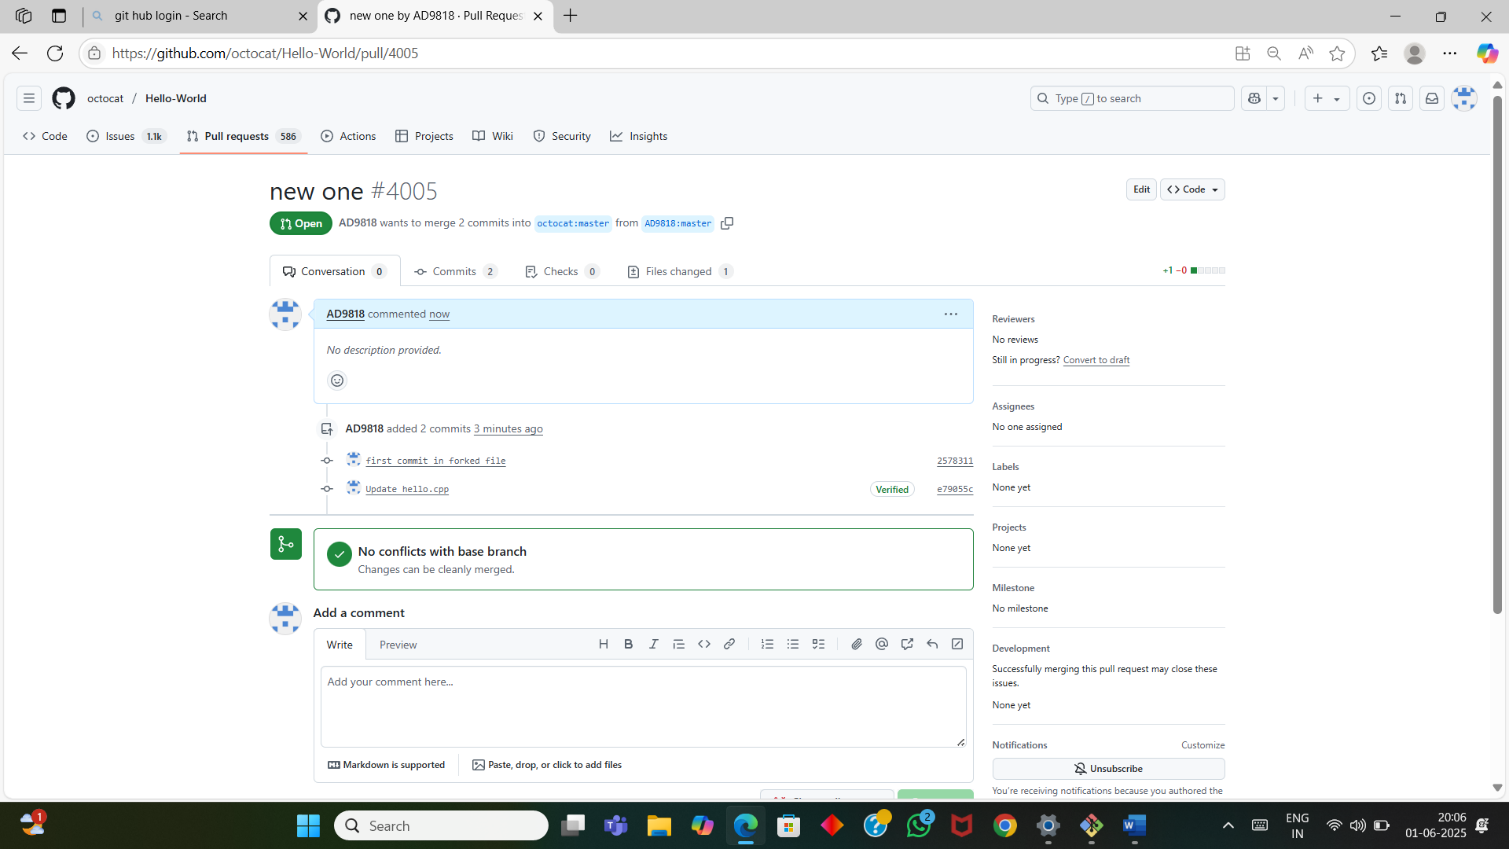 git hub login - Search
new one by AD9818 · Pull Reques
https://github.com/octocat/Hello-World/pull/4005
octocat / Hello-World
Type / to search
Code
Issues 1.1k
Pull requests 586
Actions
Projects
Wiki
Security
Insights
new one #4005
Edit
Code
Open
AD9818 wants to merge 2 commits into octocat:master from AD9818:master
Conversation 0
Commits 2
Checks 0
Files changed 1
+1 −0
AD9818 commented now
No description provided.
AD9818 added 2 commits 3 minutes ago
first commit in forked file
2578311
Update hello.cpp
Verified
e79055c
No conflicts with base branch
Changes can be cleanly merged.
Add a comment
Write
Preview
Add your comment here...
Markdown is supported
Paste, drop, or click to add files
Reviewers
No reviews
Still in progress? Convert to draft
Assignees
No one assigned
Labels
None yet
Projects
None yet
Milestone
No milestone
Development
Successfully merging this pull request may close these
issues.
None yet
Notifications
Customize
Unsubscribe
You're receiving notifications because you authored the
1
Search
2
ENG
IN
20:06
01-06-2025